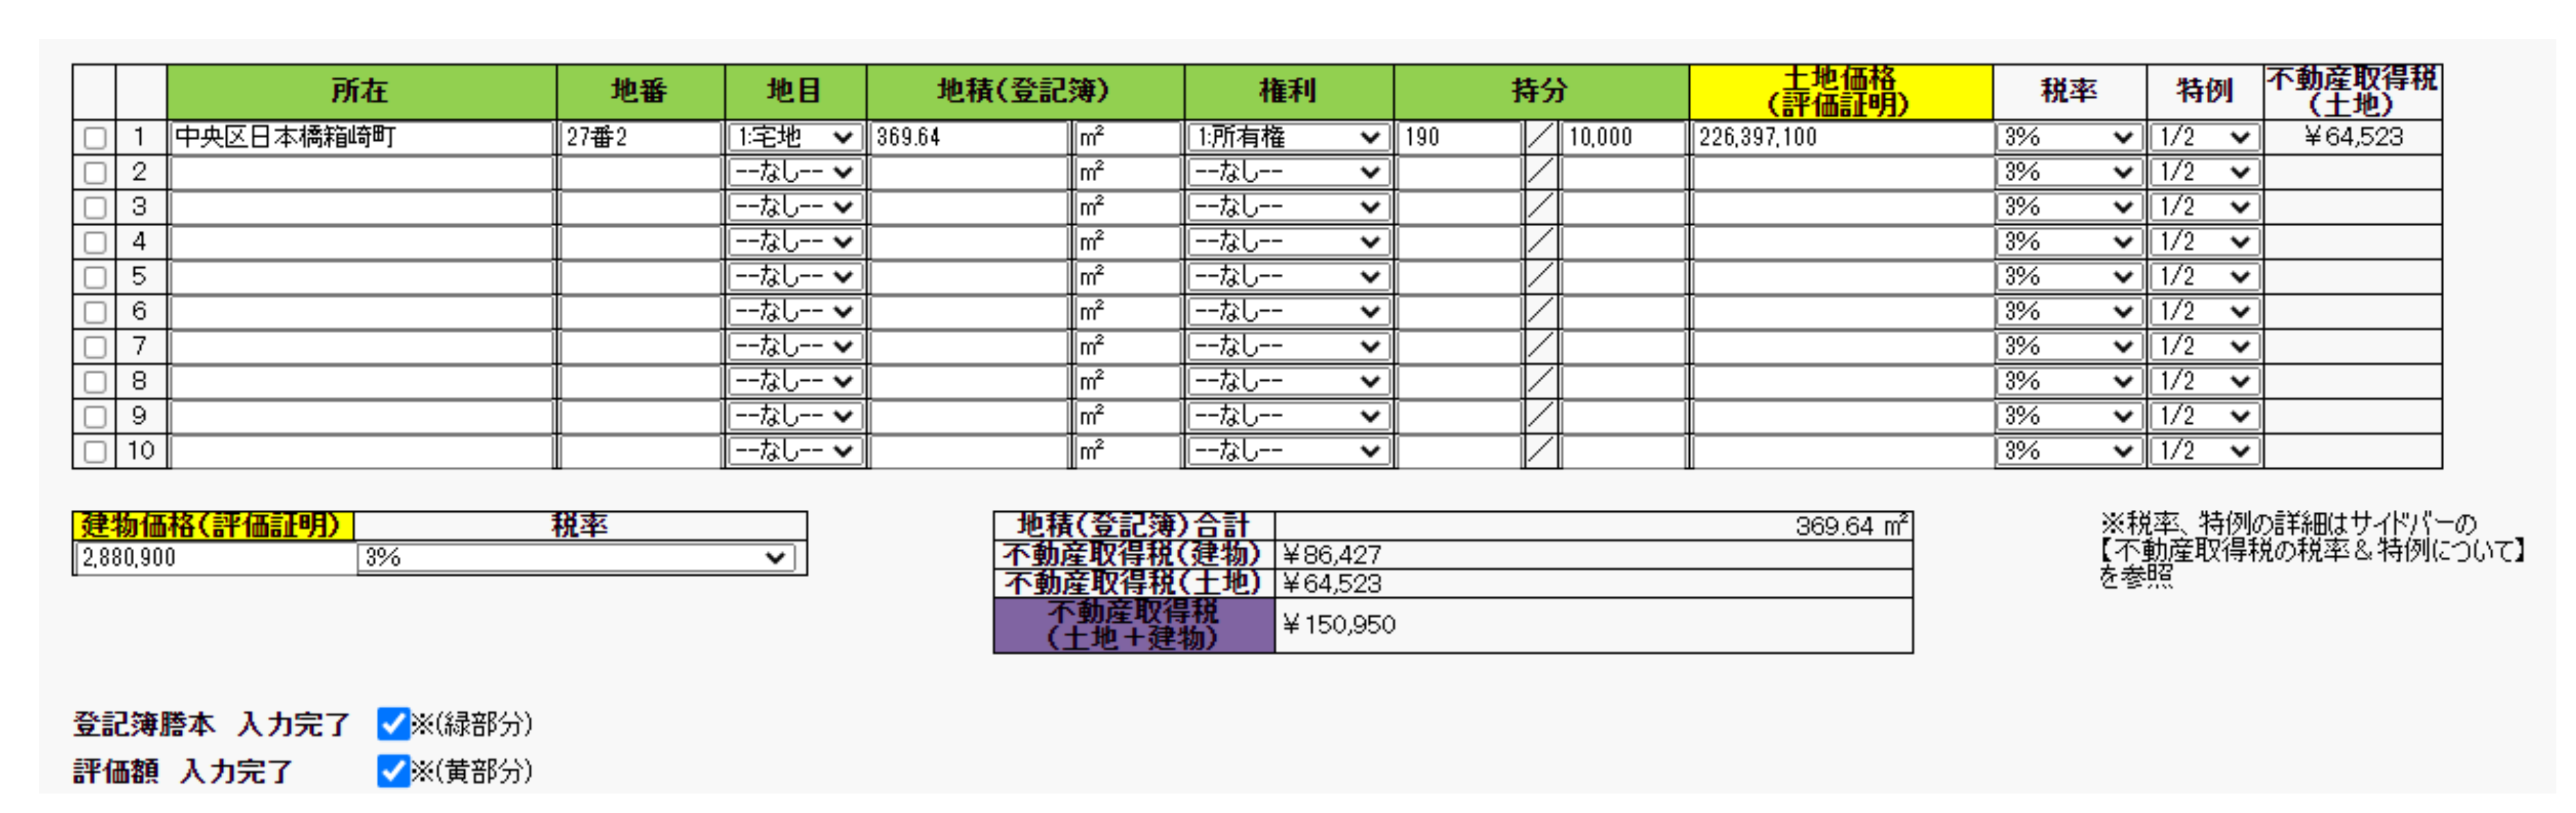 所在 地番 地目 地積(登記簿) 権利 持分 土地価格(評価証明) 税率 特例 不動産取得税(土地)
1 中央区日本橋箱崎町 27番2 1:宅地 369.64 ㎡ 1:所有権 190 ／ 10,000 226,397,100 3% 1/2 ￥64,523
2 --なし-- ㎡ --なし-- ／ 3% 1/2
3 --なし-- ㎡ --なし-- ／ 3% 1/2
4 --なし-- ㎡ --なし-- ／ 3% 1/2
5 --なし-- ㎡ --なし-- ／ 3% 1/2
6 --なし-- ㎡ --なし-- ／ 3% 1/2
7 --なし-- ㎡ --なし-- ／ 3% 1/2
8 --なし-- ㎡ --なし-- ／ 3% 1/2
9 --なし-- ㎡ --なし-- ／ 3% 1/2
10 --なし-- ㎡ --なし-- ／ 3% 1/2
建物価格(評価証明) 税率
2,880,900 3%
地積(登記簿)合計 369.64 ㎡
不動産取得税(建物) ￥86,427
不動産取得税(土地) ￥64,523
不動産取得税
(土地＋建物) ￥150,950
※税率、特例の詳細はサイドバーの
【不動産取得税の税率＆特例について】
を参照
登記簿謄本 入力完了 ※(緑部分)
評価額 入力完了 ※(黄部分)